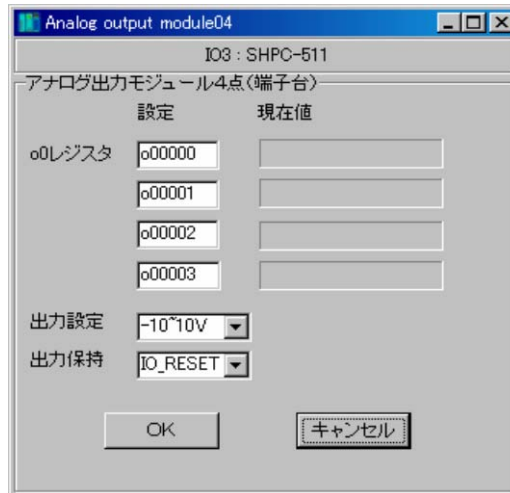 Analog output module04
IO3 : SHPC-511
アナログ出力モジュール4点(端子台)
設定 現在値
o0レジスタ o00000
o00001
o00002
o00003
出力設定 -10~10V
出力保持 IO_RESET
OK キャンセル